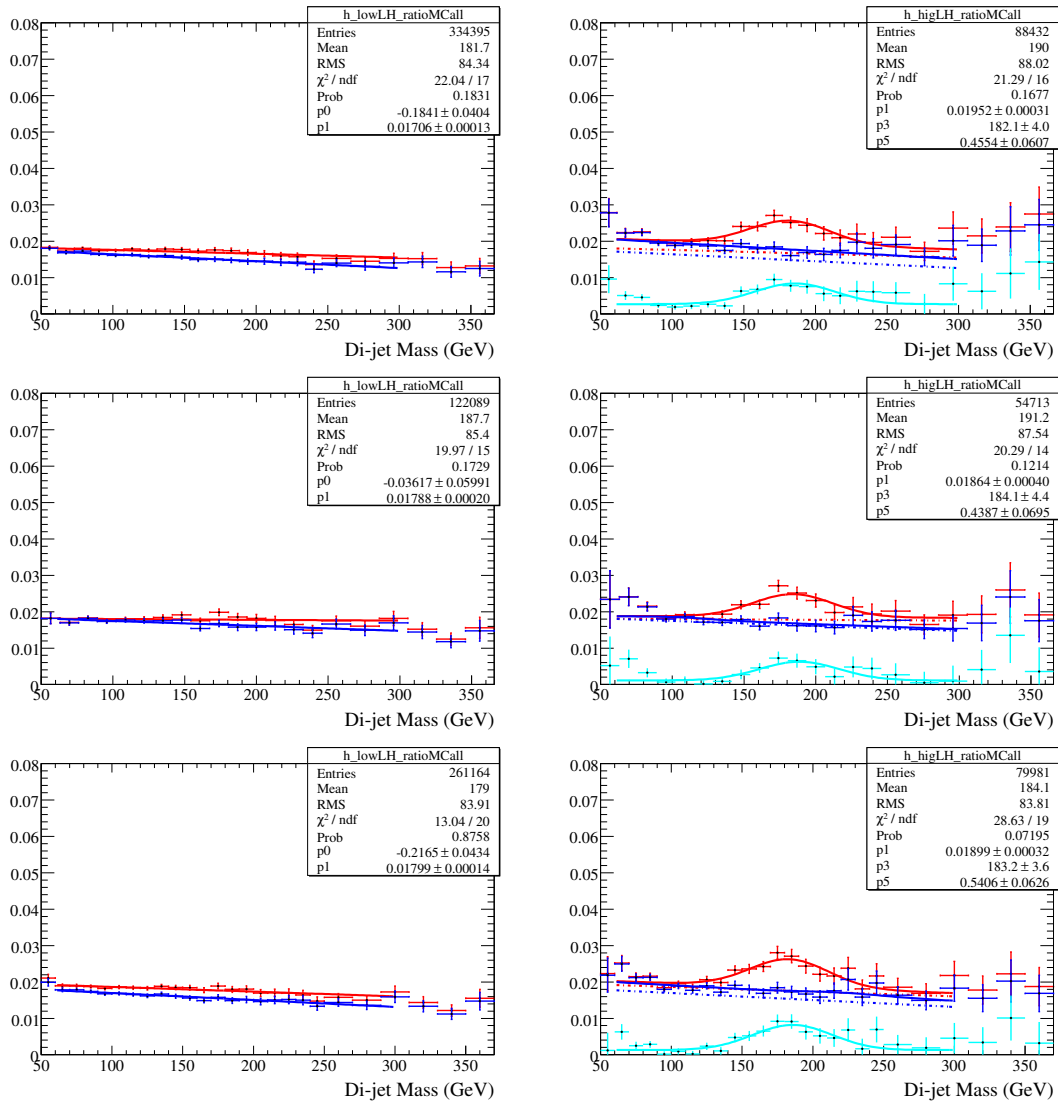 h_lowLH_ratioMCall
Entries 334395
Mean 181.7
RMS 84.34
χ² / ndf 22.04 / 17
Prob 0.1831
p0 -0.1841 ± 0.0404
p1 0.01706 ± 0.00013
0.08
0.07
0.06
0.05
0.04
0.03
0.02
0.01
0
50 100 150 200 250 300 350
Di-jet Mass (GeV)
h_higLH_ratioMCall
Entries 88432
Mean 190
RMS 88.02
χ² / ndf 21.29 / 16
Prob 0.1677
p1 0.01952 ± 0.00031
p3 182.1 ± 4.0
p5 0.4554 ± 0.0607
0.08
0.07
0.06
0.05
0.04
0.03
0.02
0.01
0
50 100 150 200 250 300 350
Di-jet Mass (GeV)
h_lowLH_ratioMCall
Entries 122089
Mean 187.7
RMS 85.4
χ² / ndf 19.97 / 15
Prob 0.1729
p0 -0.03617 ± 0.05991
p1 0.01788 ± 0.00020
0.08
0.07
0.06
0.05
0.04
0.03
0.02
0.01
0
50 100 150 200 250 300 350
Di-jet Mass (GeV)
h_higLH_ratioMCall
Entries 54713
Mean 191.2
RMS 87.54
χ² / ndf 20.29 / 14
Prob 0.1214
p1 0.01864 ± 0.00040
p3 184.1 ± 4.4
p5 0.4387 ± 0.0695
0.08
0.07
0.06
0.05
0.04
0.03
0.02
0.01
0
50 100 150 200 250 300 350
Di-jet Mass (GeV)
h_lowLH_ratioMCall
Entries 261164
Mean 179
RMS 83.91
χ² / ndf 13.04 / 20
Prob 0.8758
p0 -0.2165 ± 0.0434
p1 0.01799 ± 0.00014
0.08
0.07
0.06
0.05
0.04
0.03
0.02
0.01
0
50 100 150 200 250 300 350
Di-jet Mass (GeV)
h_higLH_ratioMCall
Entries 79981
Mean 184.1
RMS 83.81
χ² / ndf 28.63 / 19
Prob 0.07195
p1 0.01899 ± 0.00032
p3 183.2 ± 3.6
p5 0.5406 ± 0.0626
0.08
0.07
0.06
0.05
0.04
0.03
0.02
0.01
0
50 100 150 200 250 300 350
Di-jet Mass (GeV)